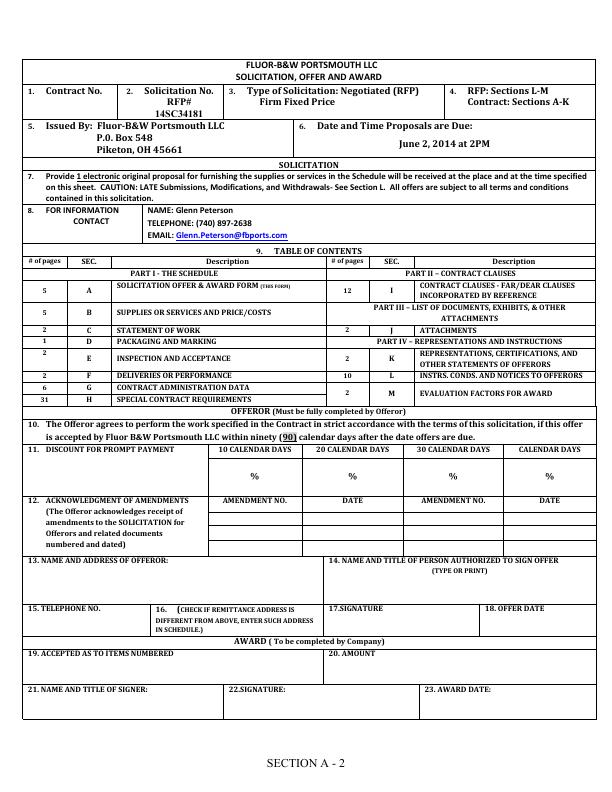 FLUOR-B&W PORTSMOUTH LLC
SOLICITATION, OFFER AND AWARD
1. Contract No.
2. Solicitation No.
RFP#
14SC34181
3. Type of Solicitation: Negotiated (RFP)
Firm Fixed Price
4. RFP: Sections L-M
Contract: Sections A-K
5. Issued By: Fluor-B&W Portsmouth LLC
P.O. Box 548
Piketon, OH 45661
6. Date and Time Proposals are Due:
June 2, 2014 at 2PM
SOLICITATION
7. Provide 1 electronic original proposal for furnishing the supplies or services in the Schedule will be received at the place and at the time specified
on this sheet. CAUTION: LATE Submissions, Modifications, and Withdrawals- See Section L. All offers are subject to all terms and conditions
contained in this solicitation.
8. FOR INFORMATION
CONTACT
NAME: Glenn Peterson
TELEPHONE: (740) 897-2638
EMAIL: Glenn.Peterson@fbports.com
9. TABLE OF CONTENTS
# of pages SEC. Description # of pages SEC. Description
PART I - THE SCHEDULE PART II – CONTRACT CLAUSES
5 A SOLICITATION OFFER & AWARD FORM (THIS FORM) 12 I CONTRACT CLAUSES - FAR/DEAR CLAUSES
INCORPORATED BY REFERENCE
5 B SUPPLIES OR SERVICES AND PRICE/COSTS PART III – LIST OF DOCUMENTS, EXHIBITS, & OTHER
ATTACHMENTS
2 C STATEMENT OF WORK 2 J ATTACHMENTS
1 D PACKAGING AND MARKING PART IV – REPRESENTATIONS AND INSTRUCTIONS
2 E INSPECTION AND ACCEPTANCE 2 K REPRESENTATIONS, CERTIFICATIONS, AND
OTHER STATEMENTS OF OFFERORS
2 F DELIVERIES OR PERFORMANCE 10 L INSTRS. CONDS. AND NOTICES TO OFFERORS
6 G CONTRACT ADMINISTRATION DATA 2 M EVALUATION FACTORS FOR AWARD
31 H SPECIAL CONTRACT REQUIREMENTS
OFFEROR (Must be fully completed by Offeror)
10. The Offeror agrees to perform the work specified in the Contract in strict accordance with the terms of this solicitation, if this offer
is accepted by Fluor B&W Portsmouth LLC within ninety (90) calendar days after the date offers are due.
11. DISCOUNT FOR PROMPT PAYMENT 10 CALENDAR DAYS 20 CALENDAR DAYS 30 CALENDAR DAYS CALENDAR DAYS
% % % %
12. ACKNOWLEDGMENT OF AMENDMENTS AMENDMENT NO. DATE AMENDMENT NO. DATE
(The Offeror acknowledges receipt of
amendments to the SOLICITATION for
Offerors and related documents
numbered and dated)
13. NAME AND ADDRESS OF OFFEROR:
14. NAME AND TITLE OF PERSON AUTHORIZED TO SIGN OFFER
(TYPE OR PRINT)
15. TELEPHONE NO.
16. (CHECK IF REMITTANCE ADDRESS IS
DIFFERENT FROM ABOVE, ENTER SUCH ADDRESS
IN SCHEDULE.)
17.SIGNATURE
18. OFFER DATE
AWARD ( To be completed by Company)
19. ACCEPTED AS TO ITEMS NUMBERED
20. AMOUNT
21. NAME AND TITLE OF SIGNER:
22.SIGNATURE:
23. AWARD DATE:
SECTION A - 2